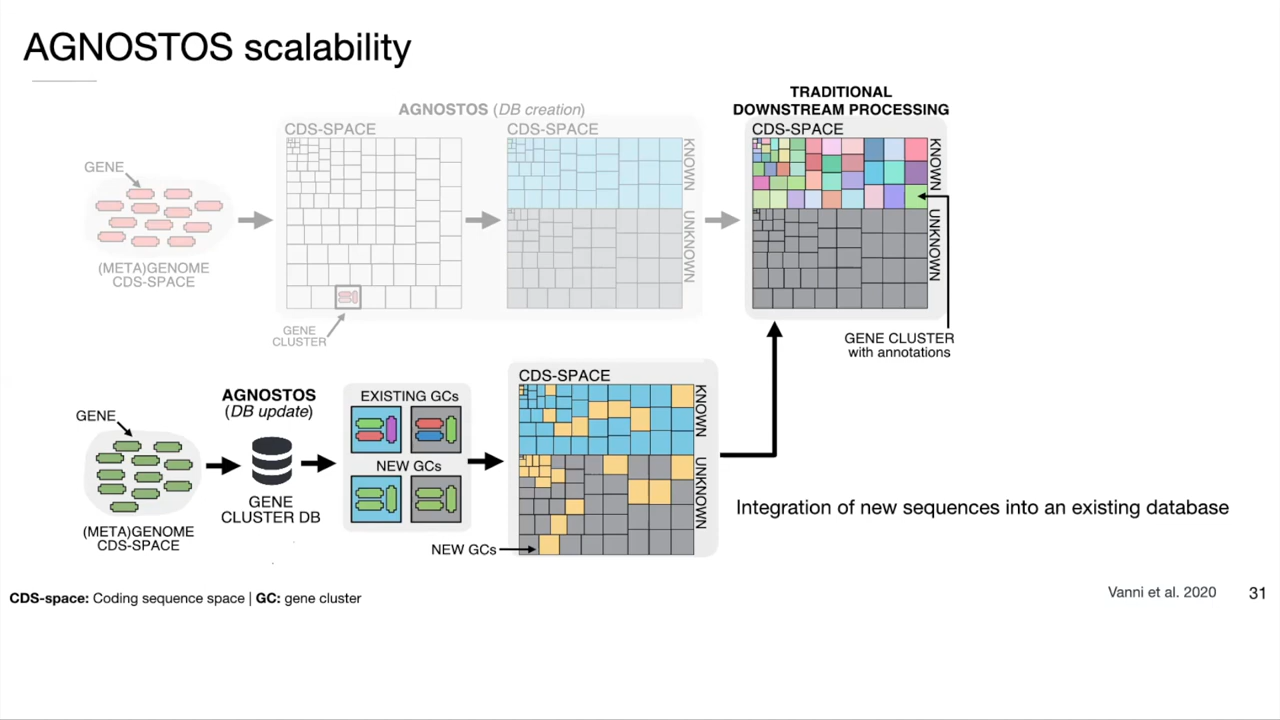 AGNOSTOS scalability
AGNOSTOS (DB creation)
TRADITIONAL
DOWNSTREAM PROCESSING
GENE
(META)GENOME
CDS-SPACE
CDS-SPACE
GENE
CLUSTER
CDS-SPACE
KNOWN
UNKNOWN
CDS-SPACE
KNOWN
UNKNOWN
GENE CLUSTER
with annotations
GENE
(META)GENOME
CDS-SPACE
AGNOSTOS
(DB update)
GENE
CLUSTER DB
EXISTING GCs
NEW GCs
CDS-SPACE
KNOWN
UNKNOWN
NEW GCs
Integration of new sequences into an existing database
CDS-space: Coding sequence space | GC: gene cluster
Vanni et al. 2020
31